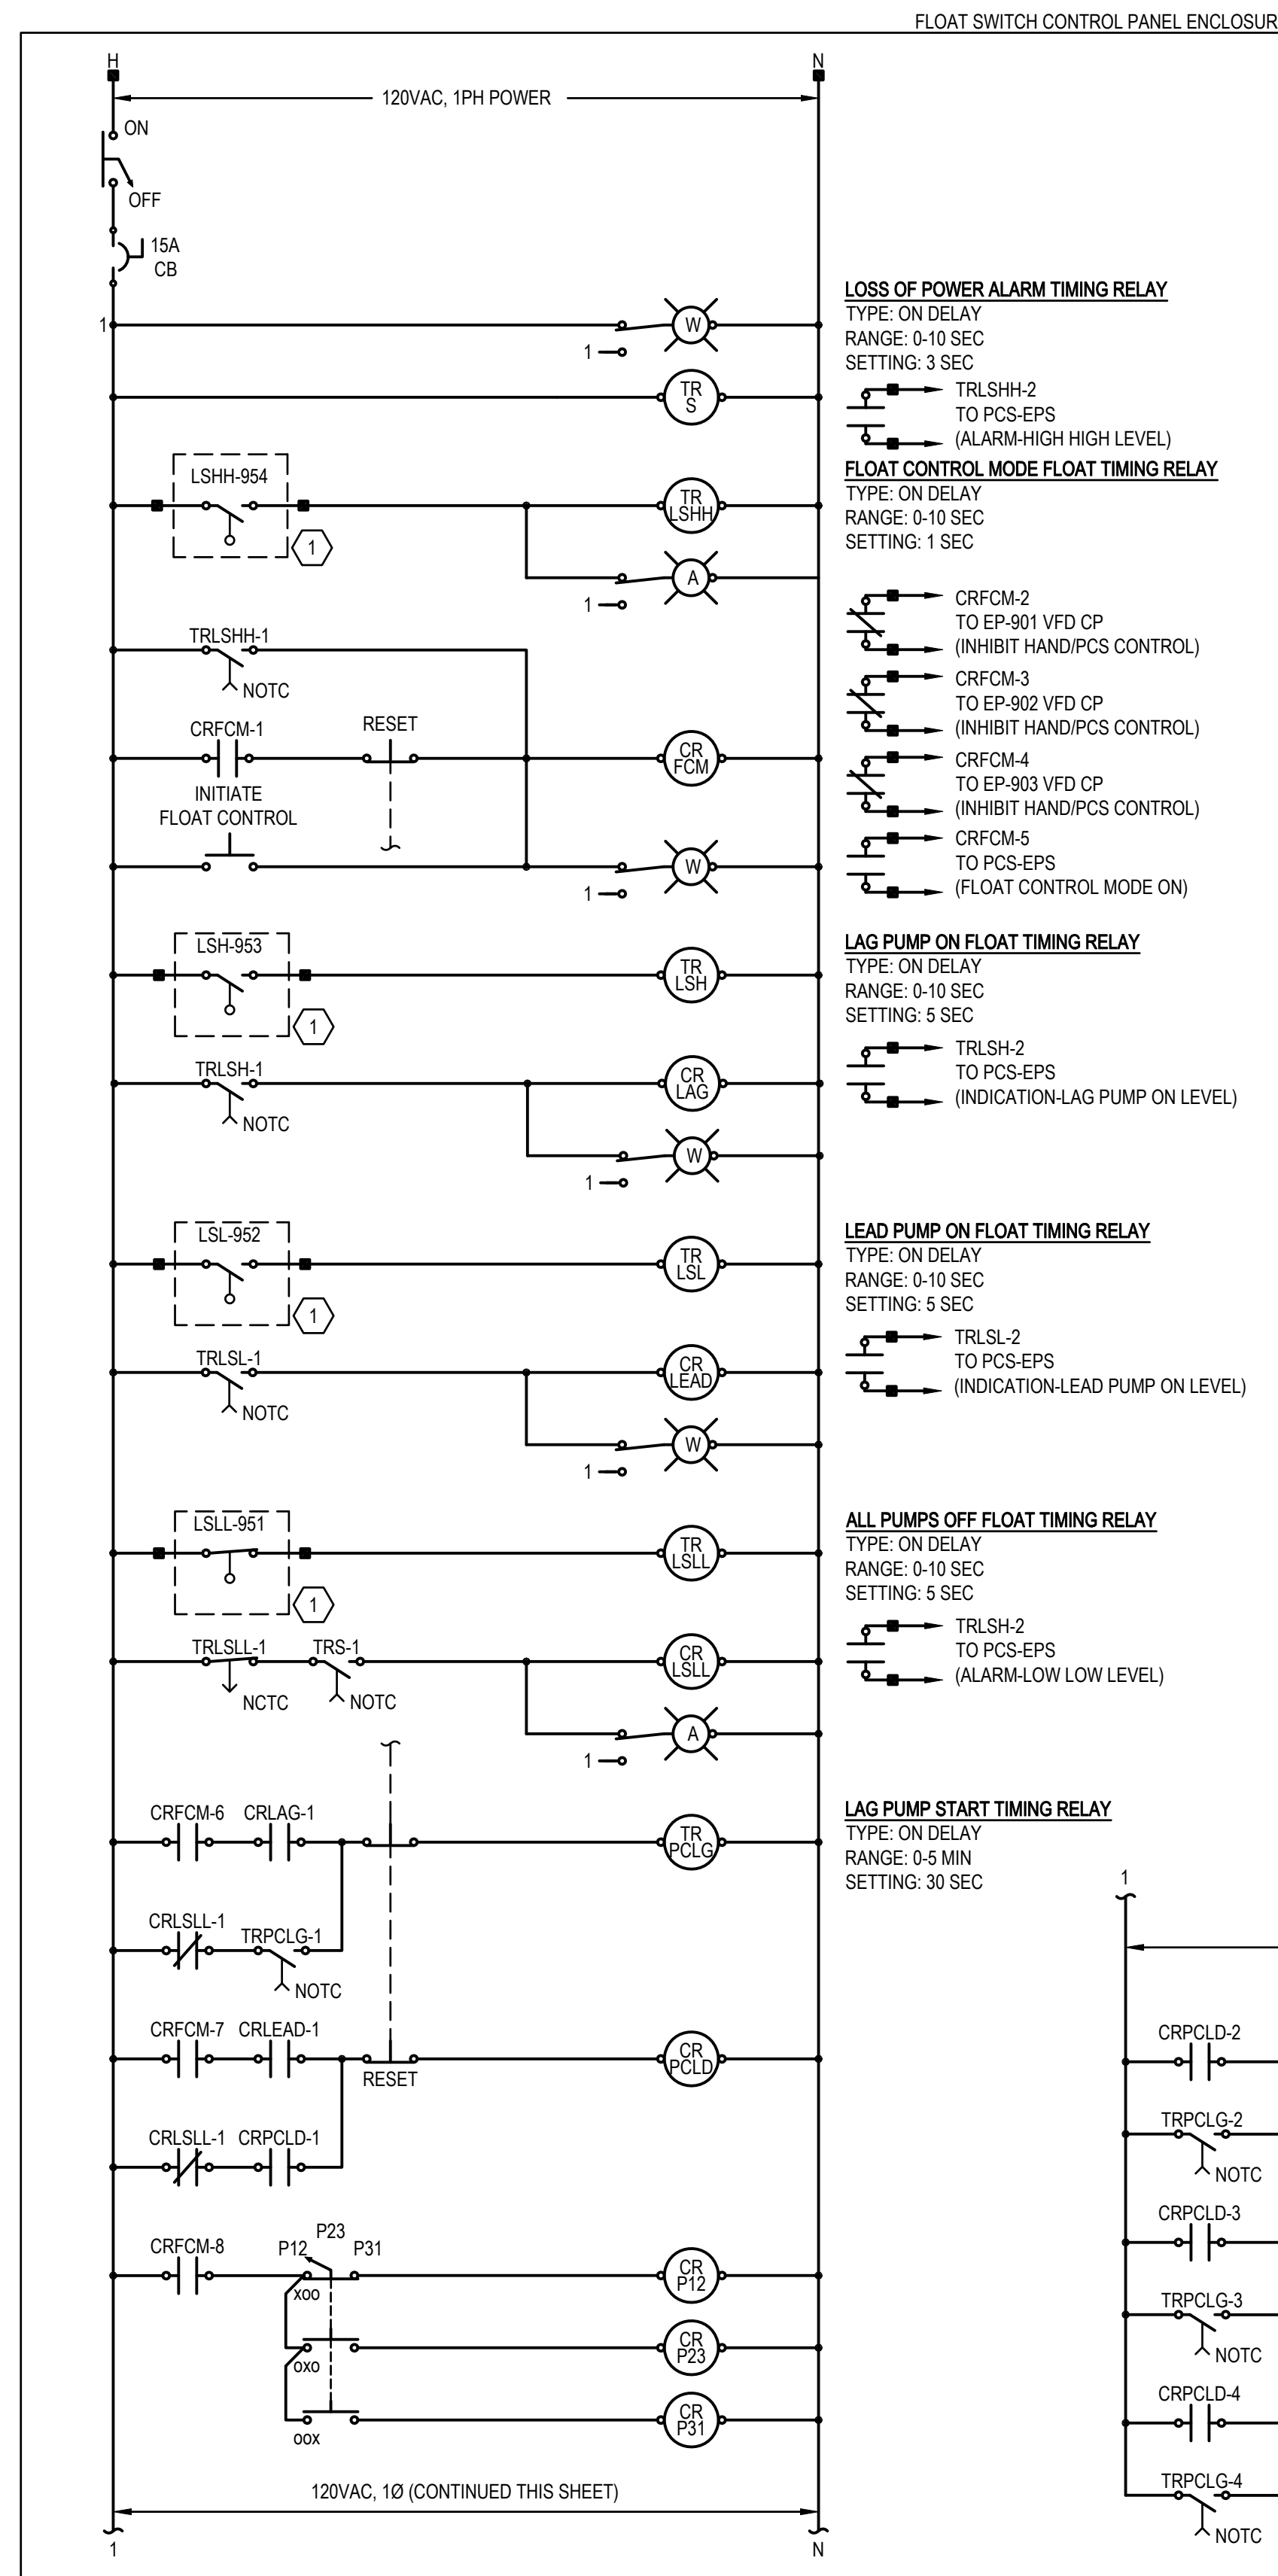 FLOAT SWITCH CONTROL PANEL ENCLOSUR
H
N
120VAC, 1PH POWER
ON
OFF
15A
CB
1
W
1
TR
S
LOSS OF POWER ALARM TIMING RELAY
TYPE: ON DELAY
RANGE: 0-10 SEC
SETTING: 3 SEC
TRLSHH-2
TO PCS-EPS
(ALARM-HIGH HIGH LEVEL)
LSHH-954
1
TR
LSHH
A
1
FLOAT CONTROL MODE FLOAT TIMING RELAY
TYPE: ON DELAY
RANGE: 0-10 SEC
SETTING: 1 SEC
TRLSHH-1
NOTC
CRFCM-1
RESET
CR
FCM
INITIATE
FLOAT CONTROL
W
1
CRFCM-2
TO EP-901 VFD CP
(INHIBIT HAND/PCS CONTROL)
CRFCM-3
TO EP-902 VFD CP
(INHIBIT HAND/PCS CONTROL)
CRFCM-4
TO EP-903 VFD CP
(INHIBIT HAND/PCS CONTROL)
CRFCM-5
TO PCS-EPS
(FLOAT CONTROL MODE ON)
LSH-953
1
TR
LSH
LAG PUMP ON FLOAT TIMING RELAY
TYPE: ON DELAY
RANGE: 0-10 SEC
SETTING: 5 SEC
TRLSH-1
NOTC
CR
LAG
W
1
TRLSH-2
TO PCS-EPS
(INDICATION-LAG PUMP ON LEVEL)
LSL-952
1
TR
LSL
LEAD PUMP ON FLOAT TIMING RELAY
TYPE: ON DELAY
RANGE: 0-10 SEC
SETTING: 5 SEC
TRLSL-1
NOTC
CR
LEAD
W
1
TRLSL-2
TO PCS-EPS
(INDICATION-LEAD PUMP ON LEVEL)
LSLL-951
1
TR
LSLL
ALL PUMPS OFF FLOAT TIMING RELAY
TYPE: ON DELAY
RANGE: 0-10 SEC
SETTING: 5 SEC
TRLSLL-1
NCTC
TRS-1
NOTC
CR
LSLL
A
1
TRLSH-2
TO PCS-EPS
(ALARM-LOW LOW LEVEL)
CRFCM-6
CRLAG-1
TR
PCLG
LAG PUMP START TIMING RELAY
TYPE: ON DELAY
RANGE: 0-5 MIN
SETTING: 30 SEC
CRLSLL-1
TRPCLG-1
NOTC
CRFCM-7
CRLEAD-1
RESET
CR
PCLD
CRLSLL-1
CRPCLD-1
CRFCM-8
P12
P23
P31
XOO
CR
P12
OXO
CR
P23
OOX
CR
P31
120VAC, 1Ø (CONTINUED THIS SHEET)
1
N
1
CRPCLD-2
TRPCLG-2
NOTC
CRPCLD-3
TRPCLG-3
NOTC
CRPCLD-4
TRPCLG-4
NOTC